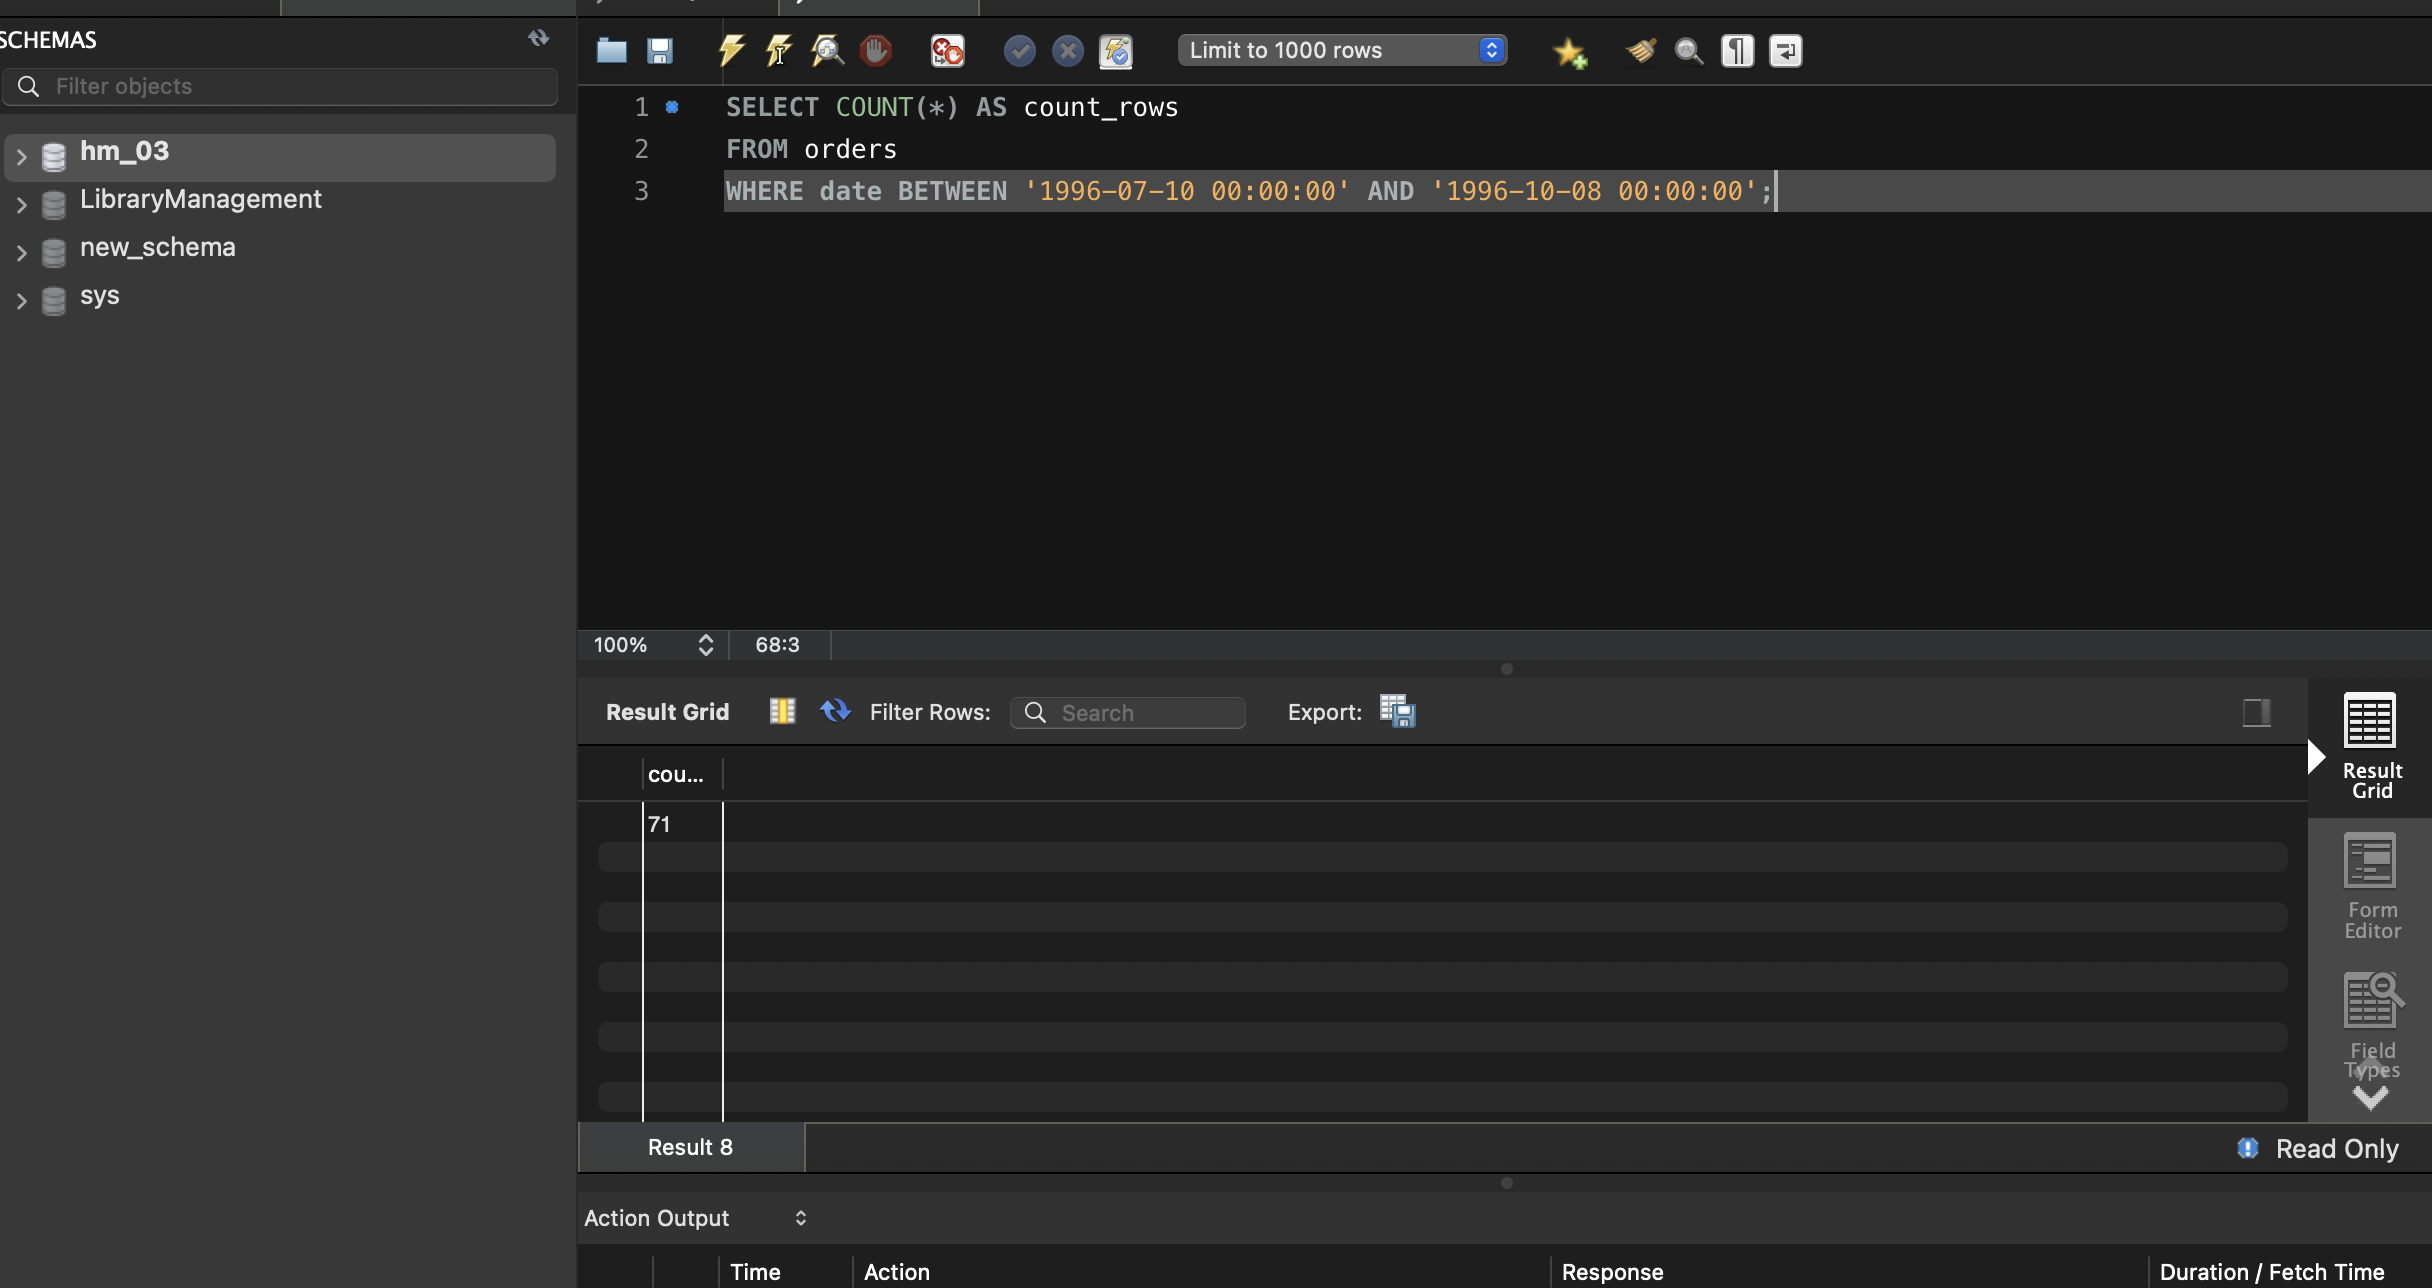 SCHEMAS
Filter objects
hm_03
LibraryManagement
new_schema
sys
Limit to 1000 rows
1 SELECT COUNT(*) AS count_rows
2 FROM orders
3 WHERE date BETWEEN '1996-07-10 00:00:00' AND '1996-10-08 00:00:00';
100% 68:3
Result Grid Filter Rows: Search Export:
cou...
71
Result
Grid
Form
Editor
Field
Types
Result 8
Read Only
Action Output
Time Action Response Duration / Fetch Time